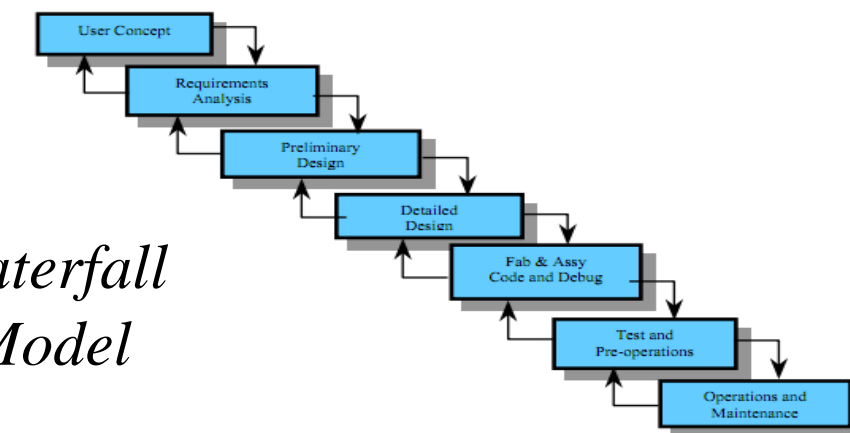 User Concept
Requirements
Analysis
Preliminary
Design
Detailed
Design
Fab & Assy
Code and Debug
Test and
Pre-operations
Operations and
Maintenance
aterfall
Model